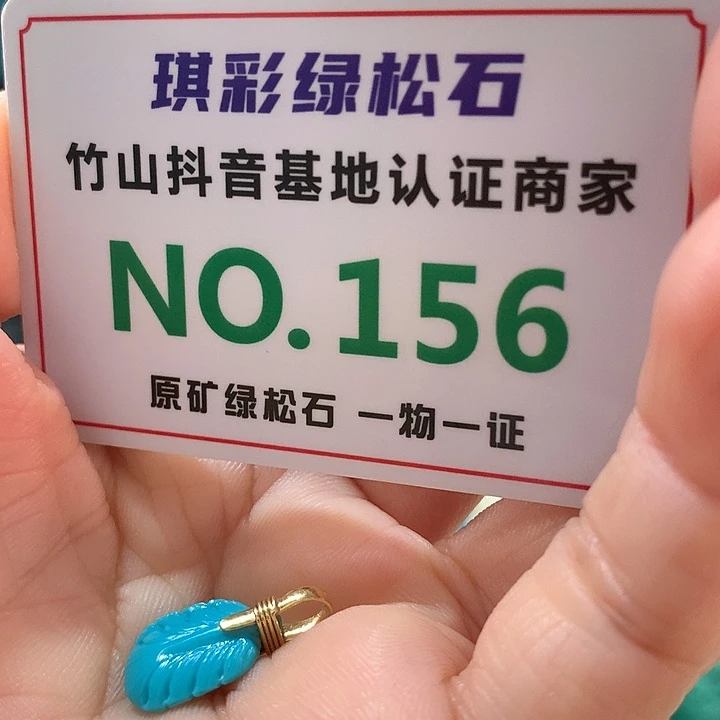 琪彩绿松石
竹山抖音基地认证商家
NO.156
原矿绿松石 一物一证